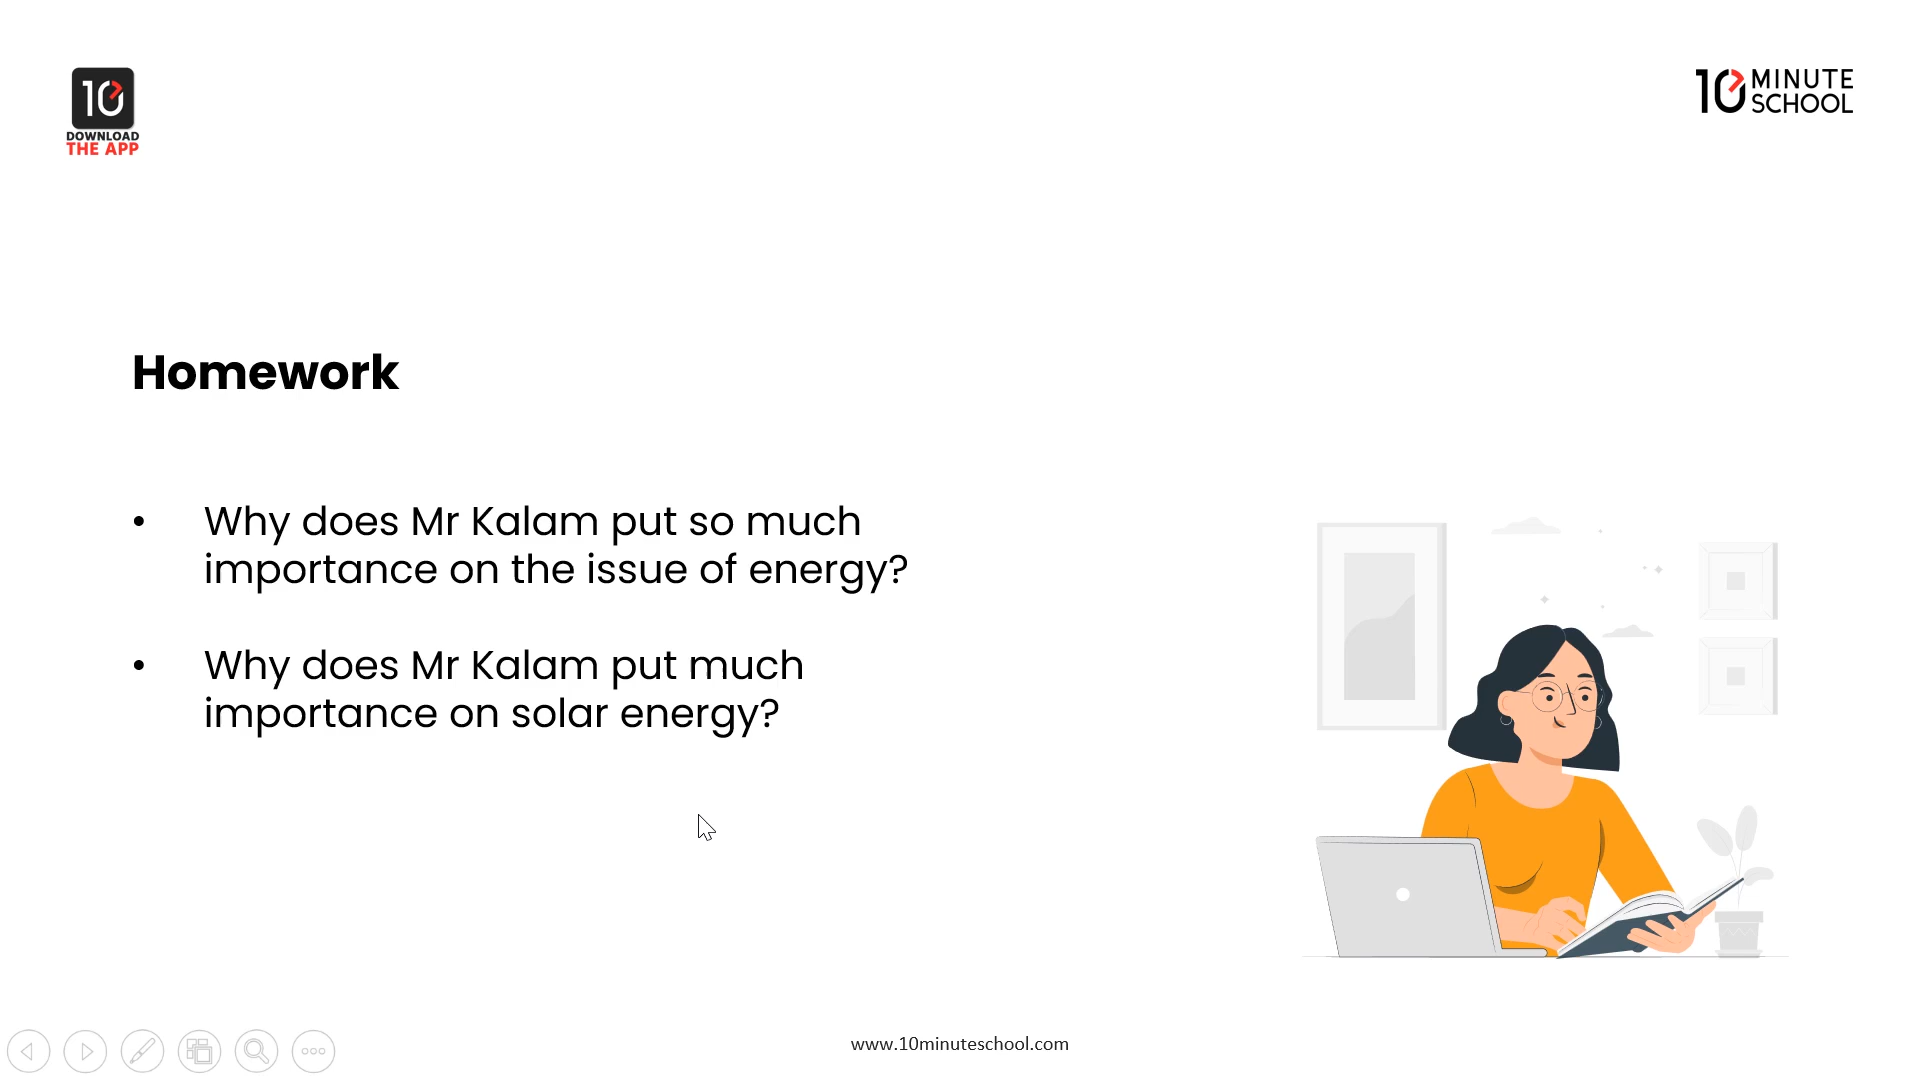 10
DOWNLOAD
THE APP
10 MINUTE
SCHOOL
Homework
• Why does Mr Kalam put so much
importance on the issue of energy?
• Why does Mr Kalam put much
importance on solar energy?
www.10minuteschool.com